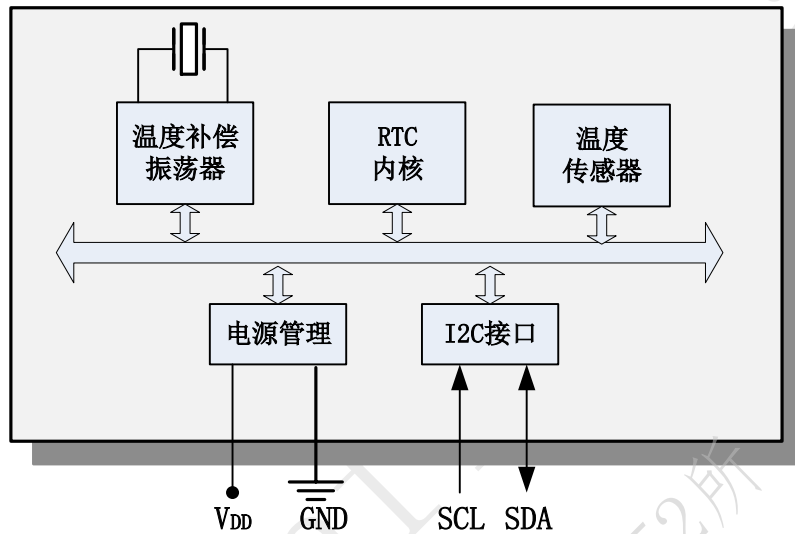 温度补偿
振荡器
RTC
内核
温度
传感器
电源管理
I2C接口
VDD
GND
SCL
SDA